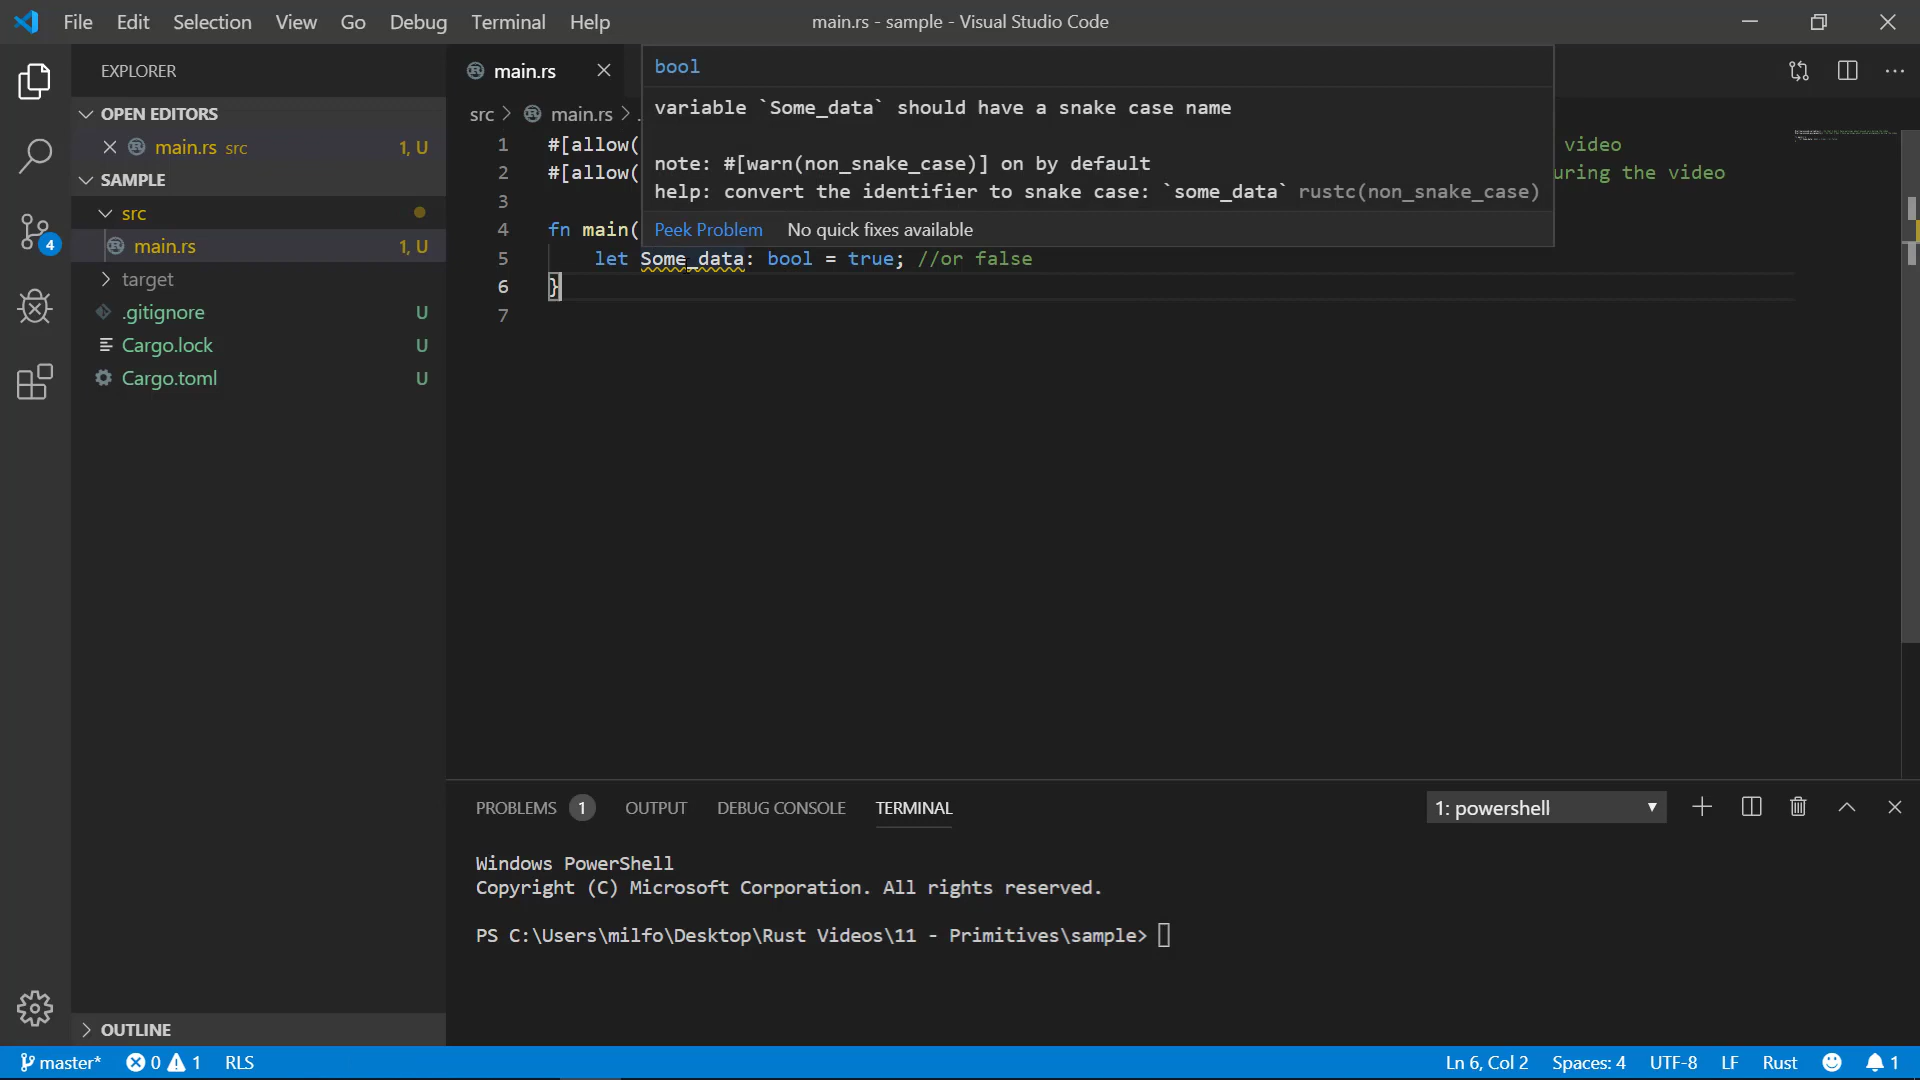 File Edit Selection View Go Debug Terminal Help
main.rs - sample - Visual Studio Code
EXPLORER
OPEN EDITORS
main.rs src 1, U
SAMPLE
src
main.rs 1, U
target
.gitignore U
Cargo.lock U
Cargo.toml U
OUTLINE
4
main.rs
src > main.rs > .
bool
variable `Some_data` should have a snake case name
note: #[warn(non_snake_case)] on by default
help: convert the identifier to snake case: `some_data` rustc(non_snake_case)
Peek Problem No quick fixes available
1 #[allow( video
2 #[allow( uring the video
3
4 fn main(
5 let Some_data: bool = true; //or false
6 }
7
PROBLEMS 1 OUTPUT DEBUG CONSOLE TERMINAL
1: powershell
Windows PowerShell
Copyright (C) Microsoft Corporation. All rights reserved.
PS C:\Users\milfo\Desktop\Rust Videos\11 - Primitives\sample>
master* 0 1 RLS
Ln 6, Col 2 Spaces: 4 UTF-8 LF Rust 1